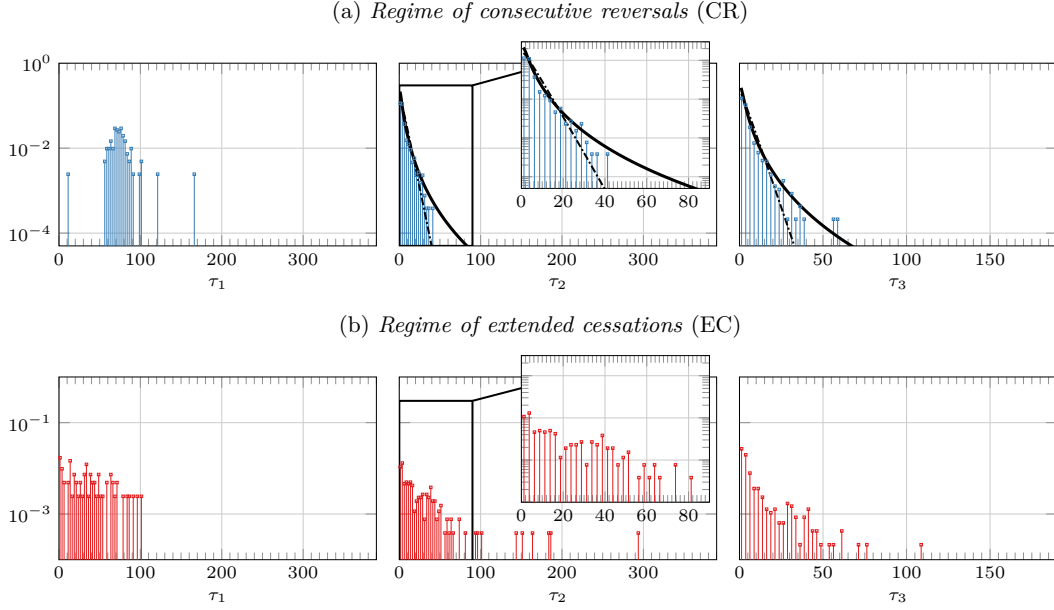 (a) Regime of consecutive reversals (CR)
10^0
10^-2
10^-4
0 100 200 300
τ1
0 20 40 60 80
0 100 200 300
τ2
0 50 100 150
τ3
(b) Regime of extended cessations (EC)
10^-1
10^-3
0 100 200 300
τ1
0 20 40 60 80
0 100 200 300
τ2
0 50 100 150
τ3